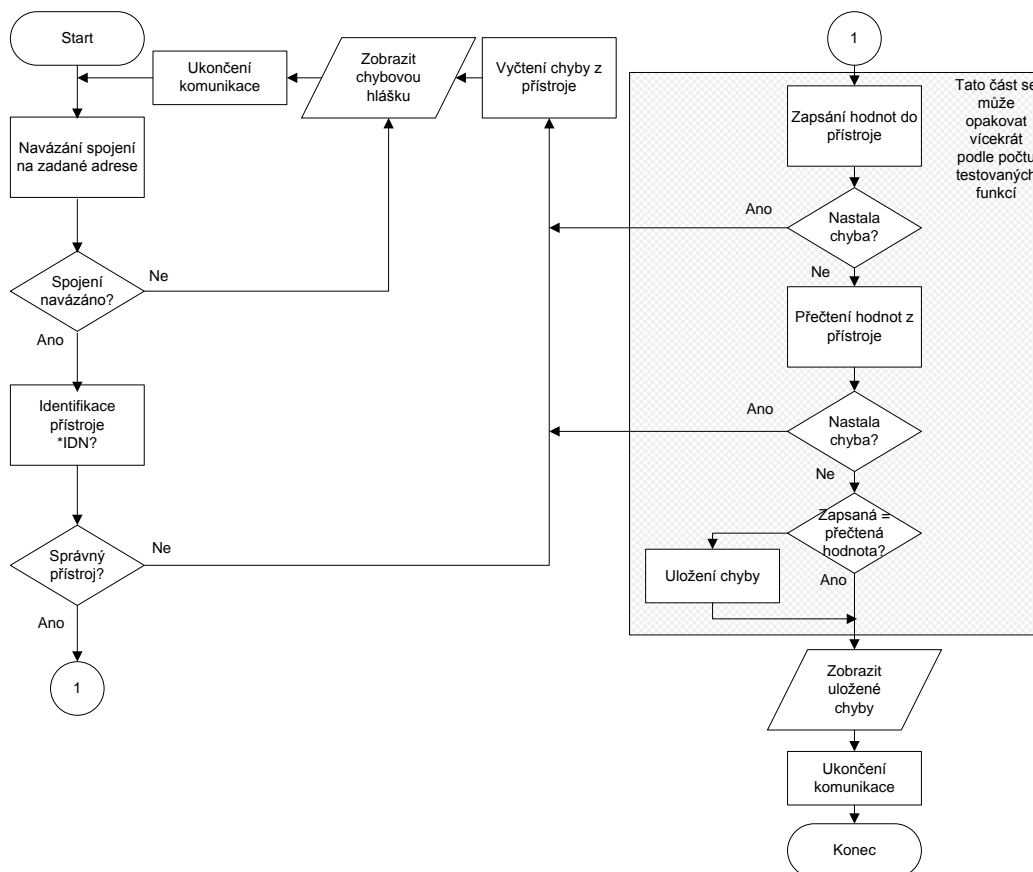 Start
Ukončení
komunikace
Zobrazit
chybovou
hlášku
Vyčtení chyby z
přístroje
Navázání spojení
na zadané adrese
Spojení
navázáno?
Ne
Ano
Identifikace
přístroje
*IDN?
Správný
přístroj?
Ne
Ano
1
1
Tato část se
může
opakovat
vícekrát
podle počtu
testovaných
funkcí
Zapsání hodnot do
přístroje
Nastala
chyba?
Ano
Ne
Přečtení hodnot z
přístroje
Nastala
chyba?
Ano
Ne
Zapsaná =
přečtená
hodnota?
Uložení chyby
Ano
Zobrazit
uložené
chyby
Ukončení
komunikace
Konec